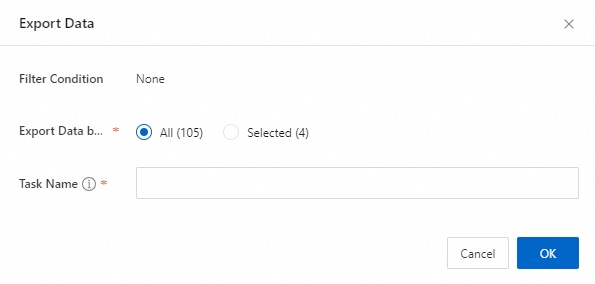 Export Data
Filter Condition None
Export Data b... * All (105) Selected (4)
Task Name *
Cancel OK